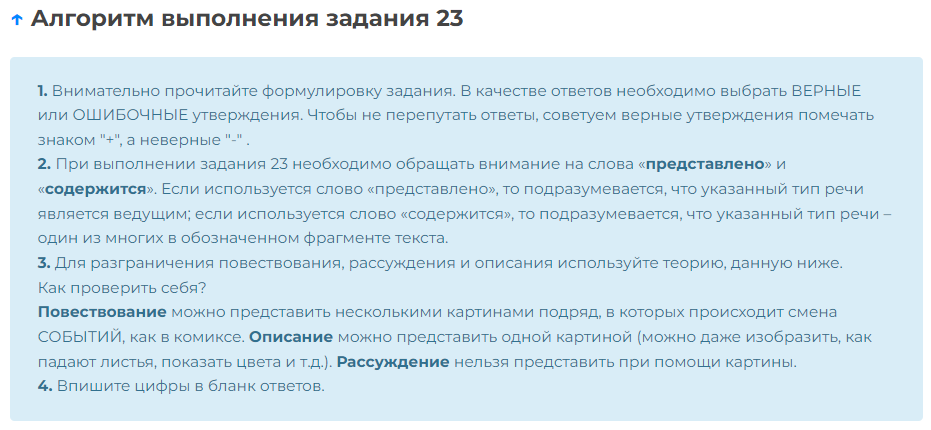 ↑ Алгоритм выполнения задания 23
1. Внимательно прочитайте формулировку задания. В качестве ответов необходимо выбрать ВЕРНЫЕ
или ОШИБОЧНЫЕ утверждения. Чтобы не перепутать ответы, советуем верные утверждения помечать
знаком "+", а неверные "-" .
2. При выполнении задания 23 необходимо обращать внимание на слова «представлено» и
«содержится». Если используется слово «представлено», то подразумевается, что указанный тип речи
является ведущим; если используется слово «содержится», то подразумевается, что указанный тип речи –
один из многих в обозначенном фрагменте текста.
3. Для разграничения повествования, рассуждения и описания используйте теорию, данную ниже.
Как проверить себя?
Повествование можно представить несколькими картинами подряд, в которых происходит смена
СОБЫТИЙ, как в комиксе. Описание можно представить одной картиной (можно даже изобразить, как
падают листья, показать цвета и т.д.). Рассуждение нельзя представить при помощи картины.
4. Впишите цифры в бланк ответов.